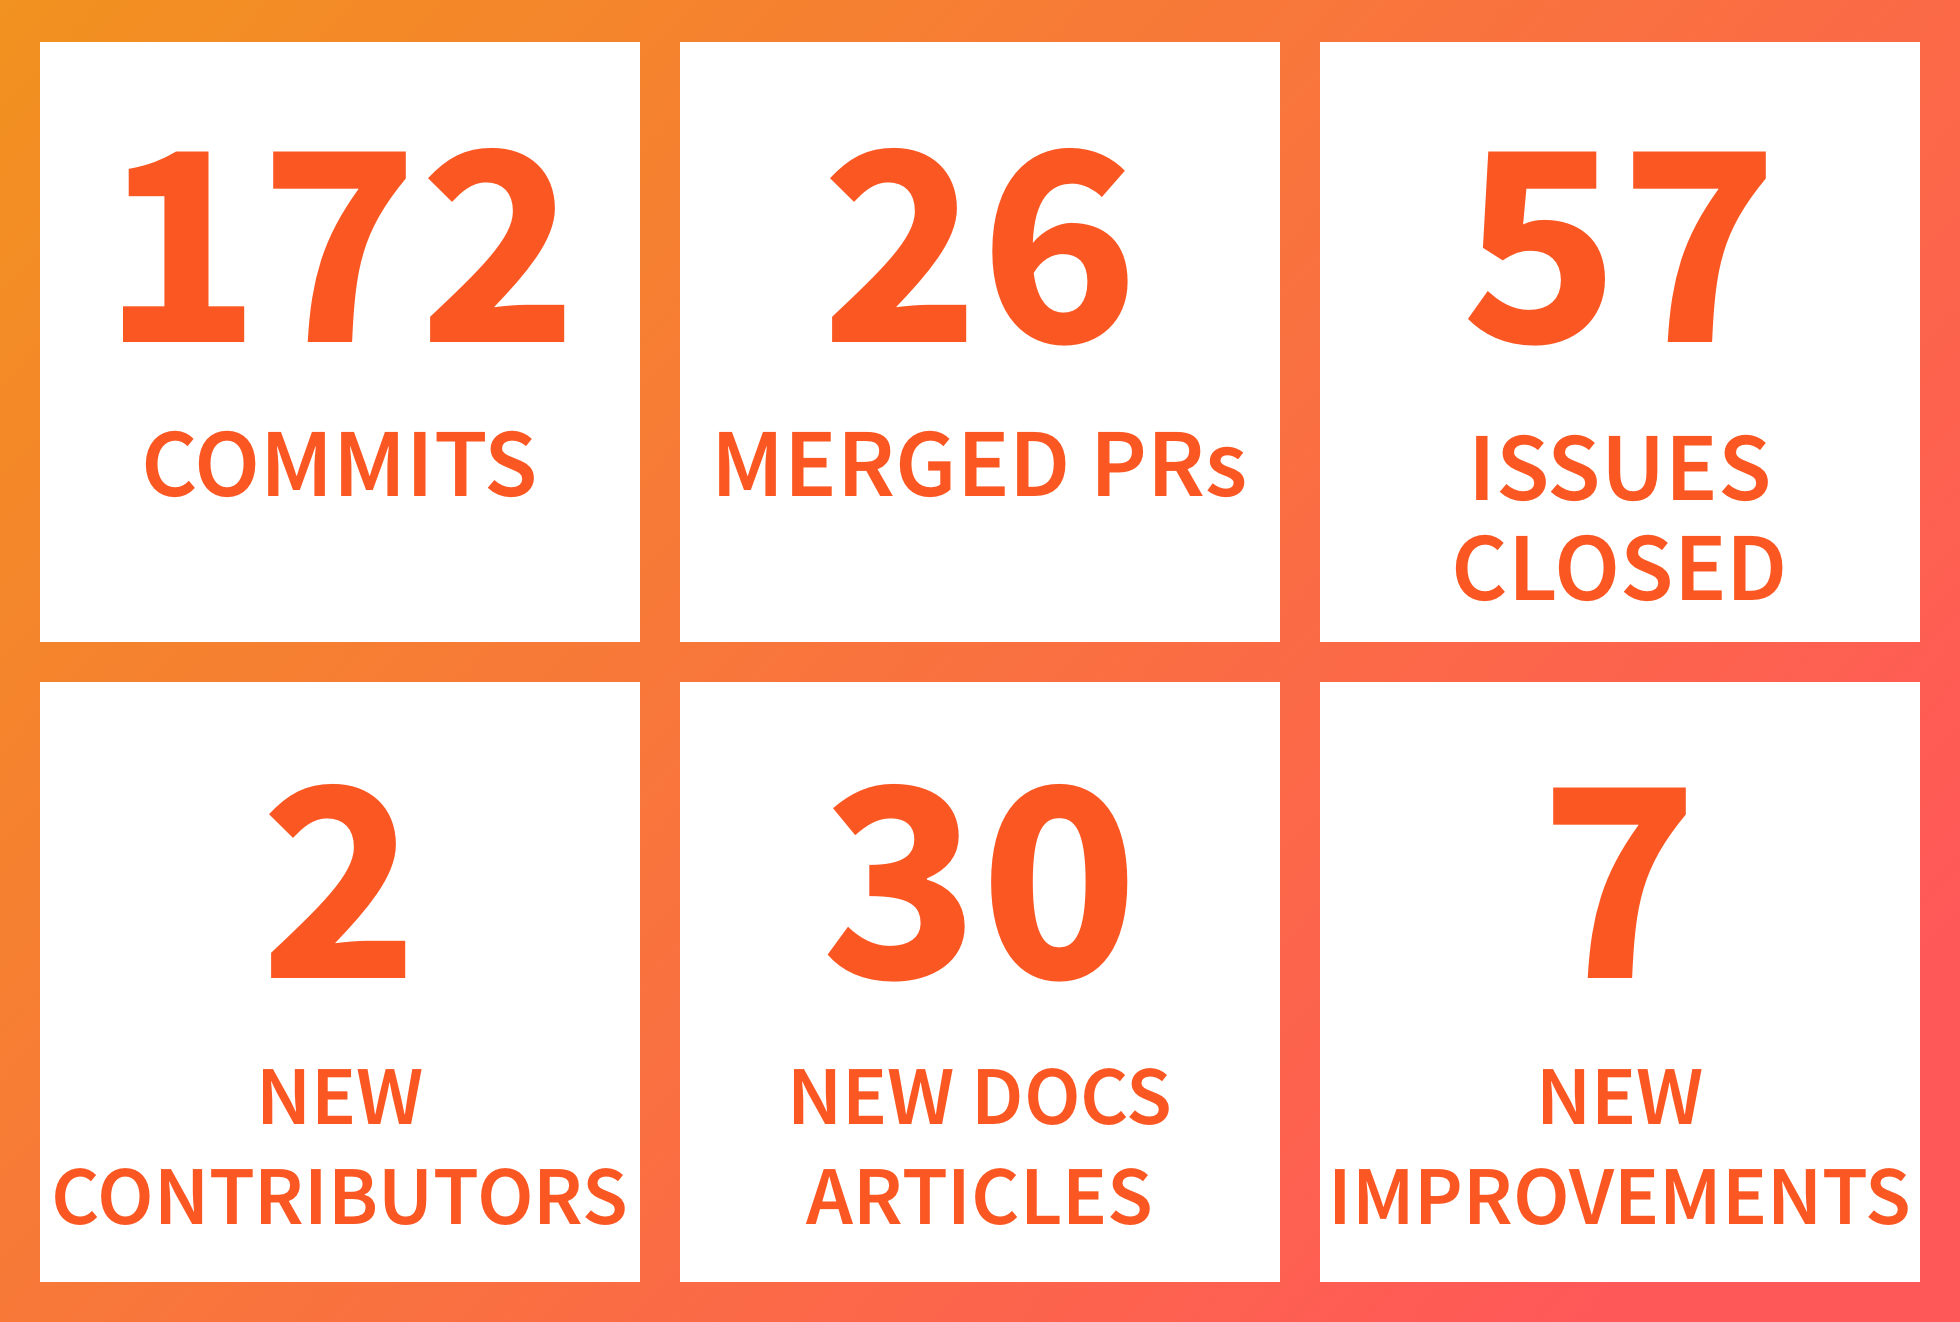 172
COMMITS
26
MERGED PRs
57
ISSUES
CLOSED
2
NEW
CONTRIBUTORS
30
NEW DOCS
ARTICLES
7
NEW
IMPROVEMENTS